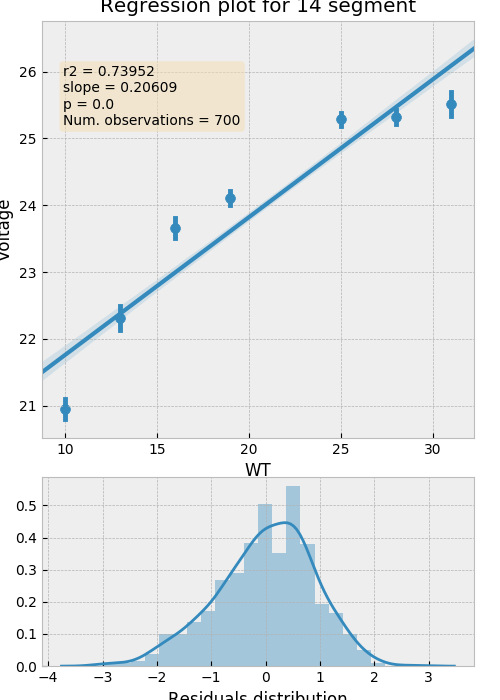 Regression plot for 14 segment
r2 = 0.73952
slope = 0.20609
p = 0.0
Num. observations = 700
Voltage
26
25
24
23
22
21
10 15 20 25 30
WT
0.5
0.4
0.3
0.2
0.1
0.0
−4 −3 −2 −1 0 1 2 3
Residuals distribution